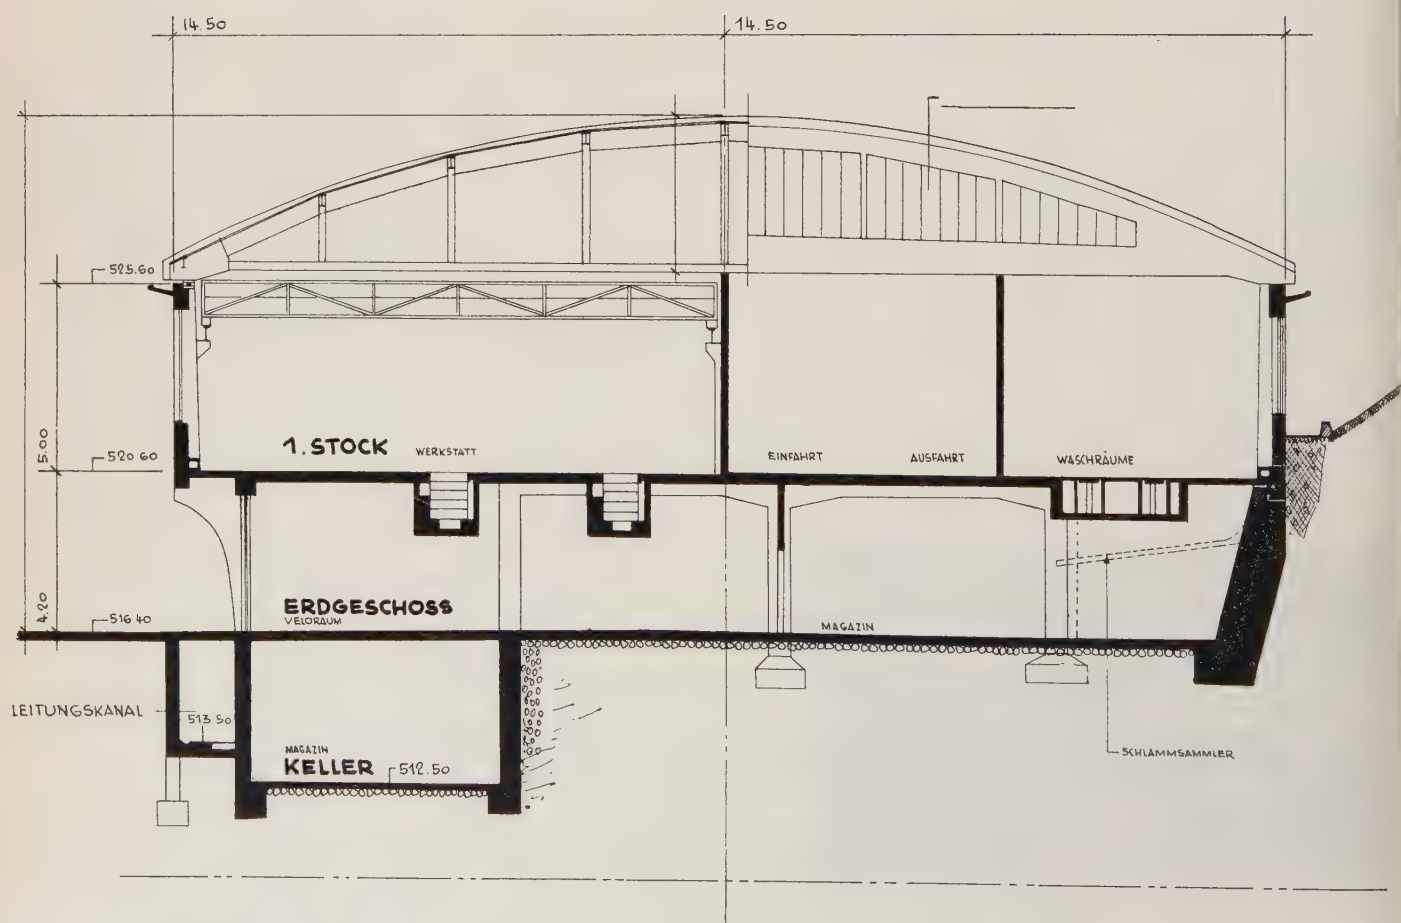 14.50
14.50
525.60
5.00
520 60
1. STOCK
WERKSTATT
EINFAHRT
AUSFAHRT
WASCHRÄUME
4.20
516 40
ERDGESCHOSS
VELORAUM
MAGAZIN
LEITUNGSKANAL
513 50
MAGAZIN
KELLER
512.50
SCHLAMMSAMMLER